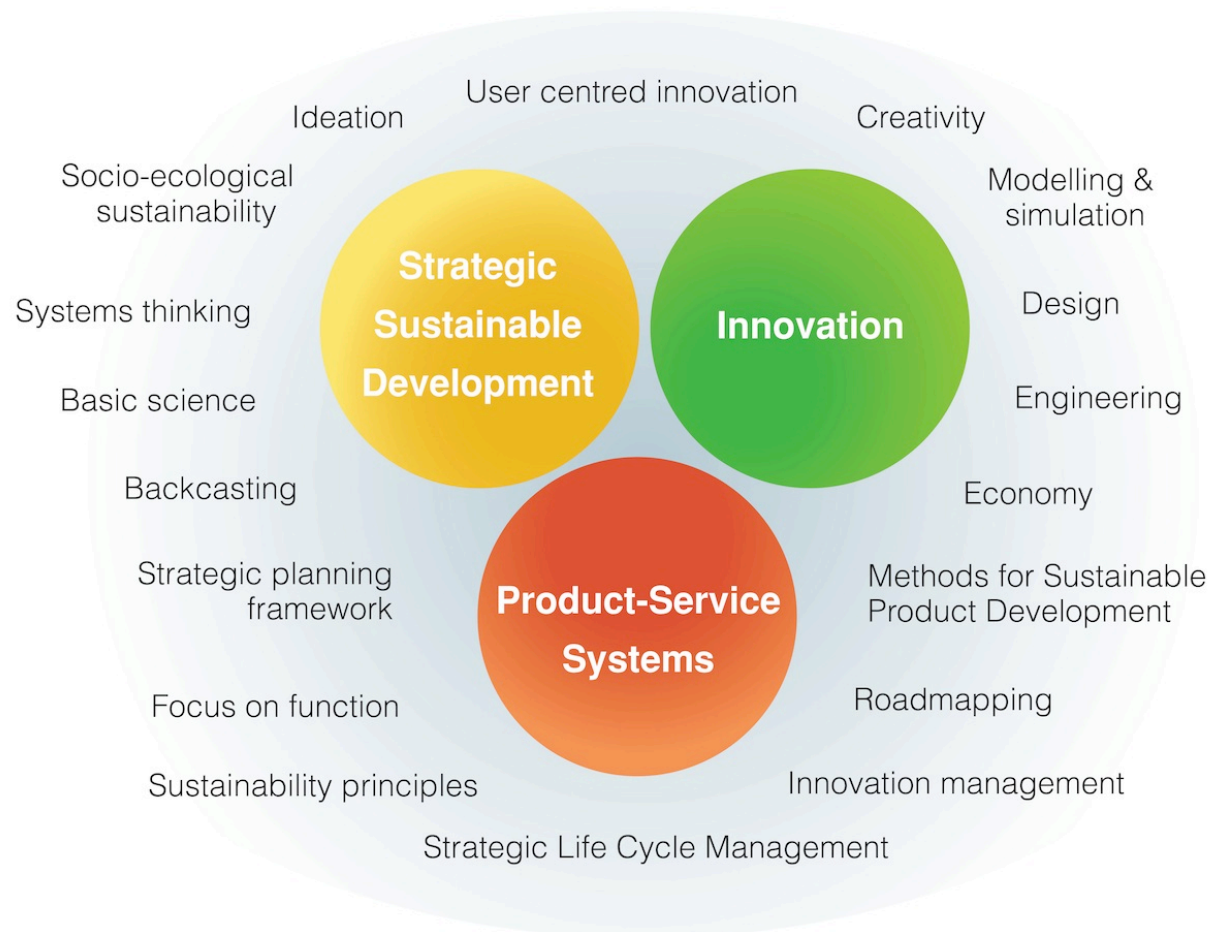 User centred innovation
Ideation
Creativity
Socio-ecological
sustainability
Modelling &
simulation
Strategic
Sustainable
Development
Innovation
Systems thinking
Design
Basic science
Engineering
Backcasting
Economy
Strategic planning
framework
Methods for Sustainable
Product Development
Product-Service
Systems
Focus on function
Roadmapping
Sustainability principles
Innovation management
Strategic Life Cycle Management